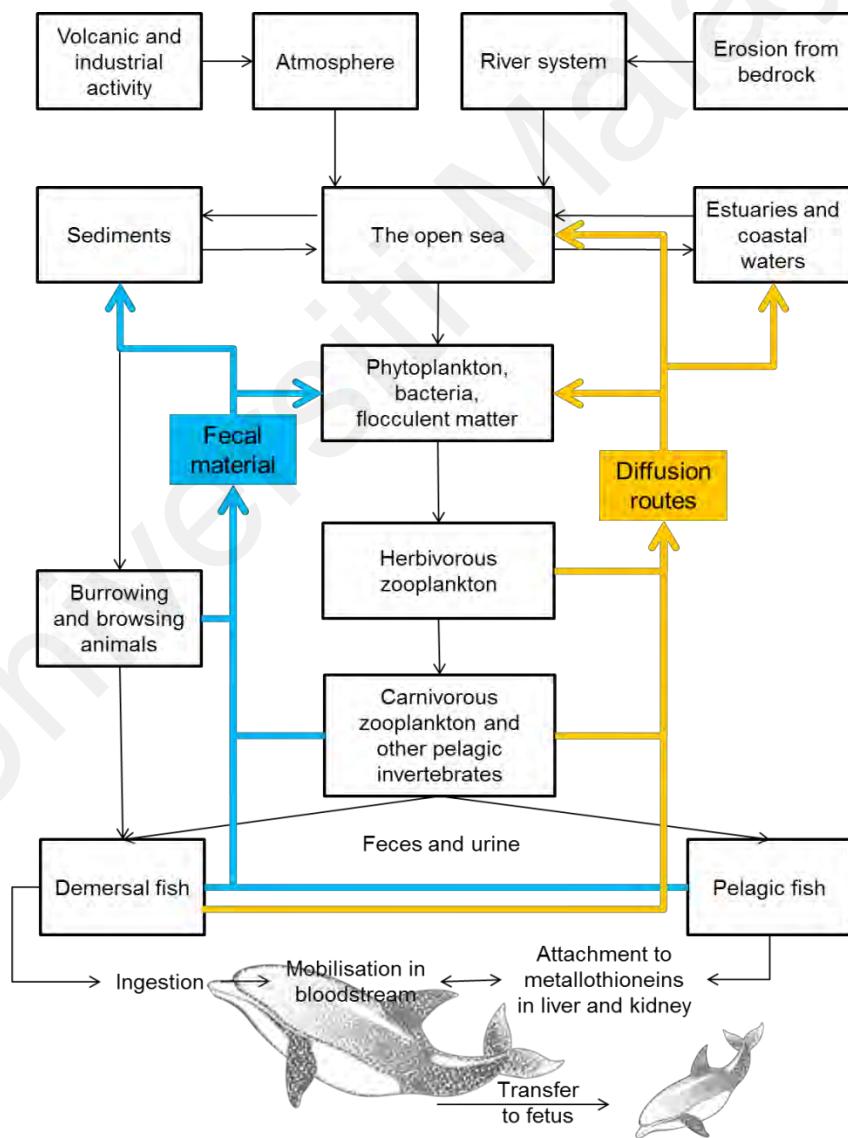 Volcanic and
industrial
activity
Atmosphere
River system
Erosion from
bedrock
Sediments
The open sea
Estuaries and
coastal
waters
Phytoplankton,
bacteria,
flocculent matter
Fecal
material
Diffusion
routes
Herbivorous
zooplankton
Burrowing
and browsing
animals
Carnivorous
zooplankton and
other pelagic
invertebrates
Feces and urine
Demersal fish
Pelagic fish
Ingestion
Mobilisation in
bloodstream
Attachment to
metallothioneins
in liver and kidney
Transfer
to fetus
Universiti Malay